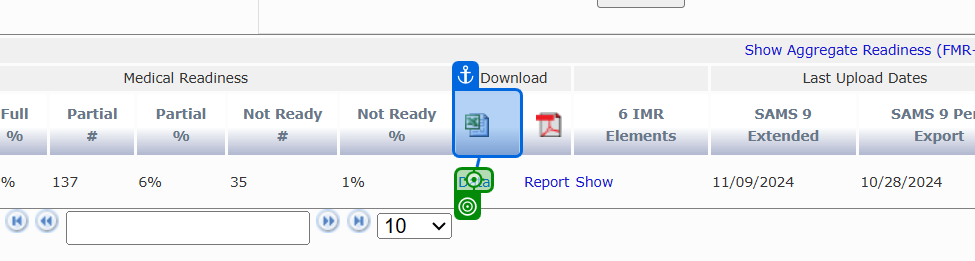 Show Aggregate Readiness (FMR-
Medical Readiness Download Last Upload Dates
Full % Partial # Partial % Not Ready # Not Ready % 6 IMR Elements SAMS 9 Extended SAMS 9 Per Export
% 137 6% 35 1% Data Report Show 11/09/2024 10/28/2024
10